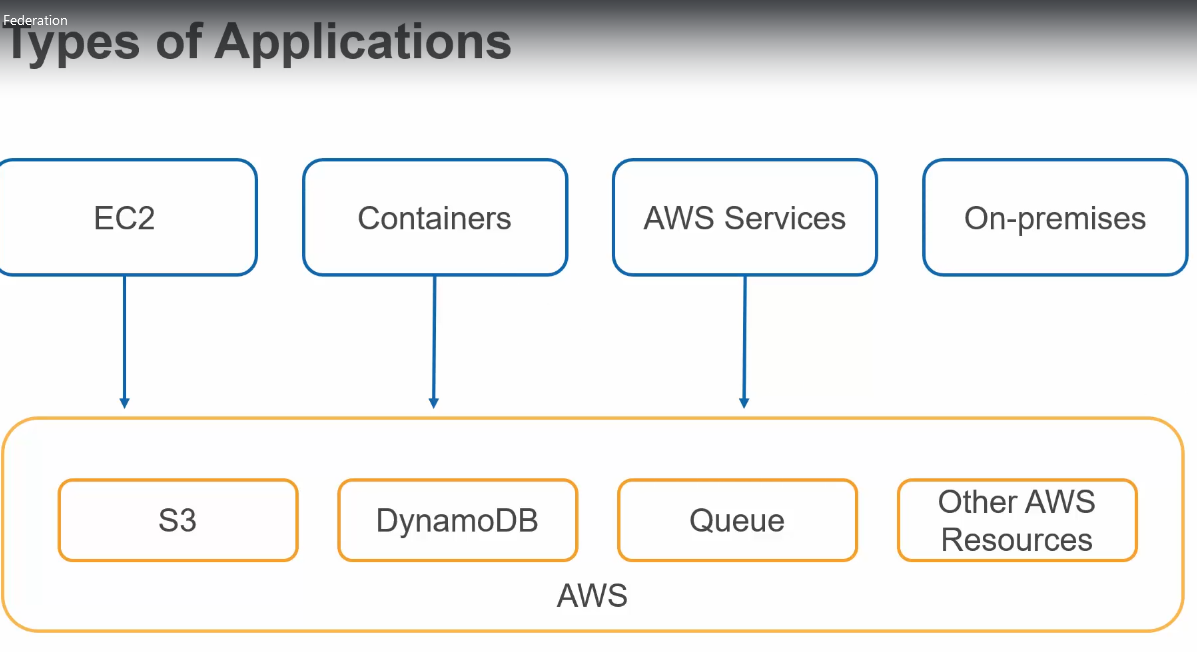 Federation
Types of Applications
EC2
Containers
AWS Services
On-premises
S3
DynamoDB
Queue
Other AWS
Resources
AWS